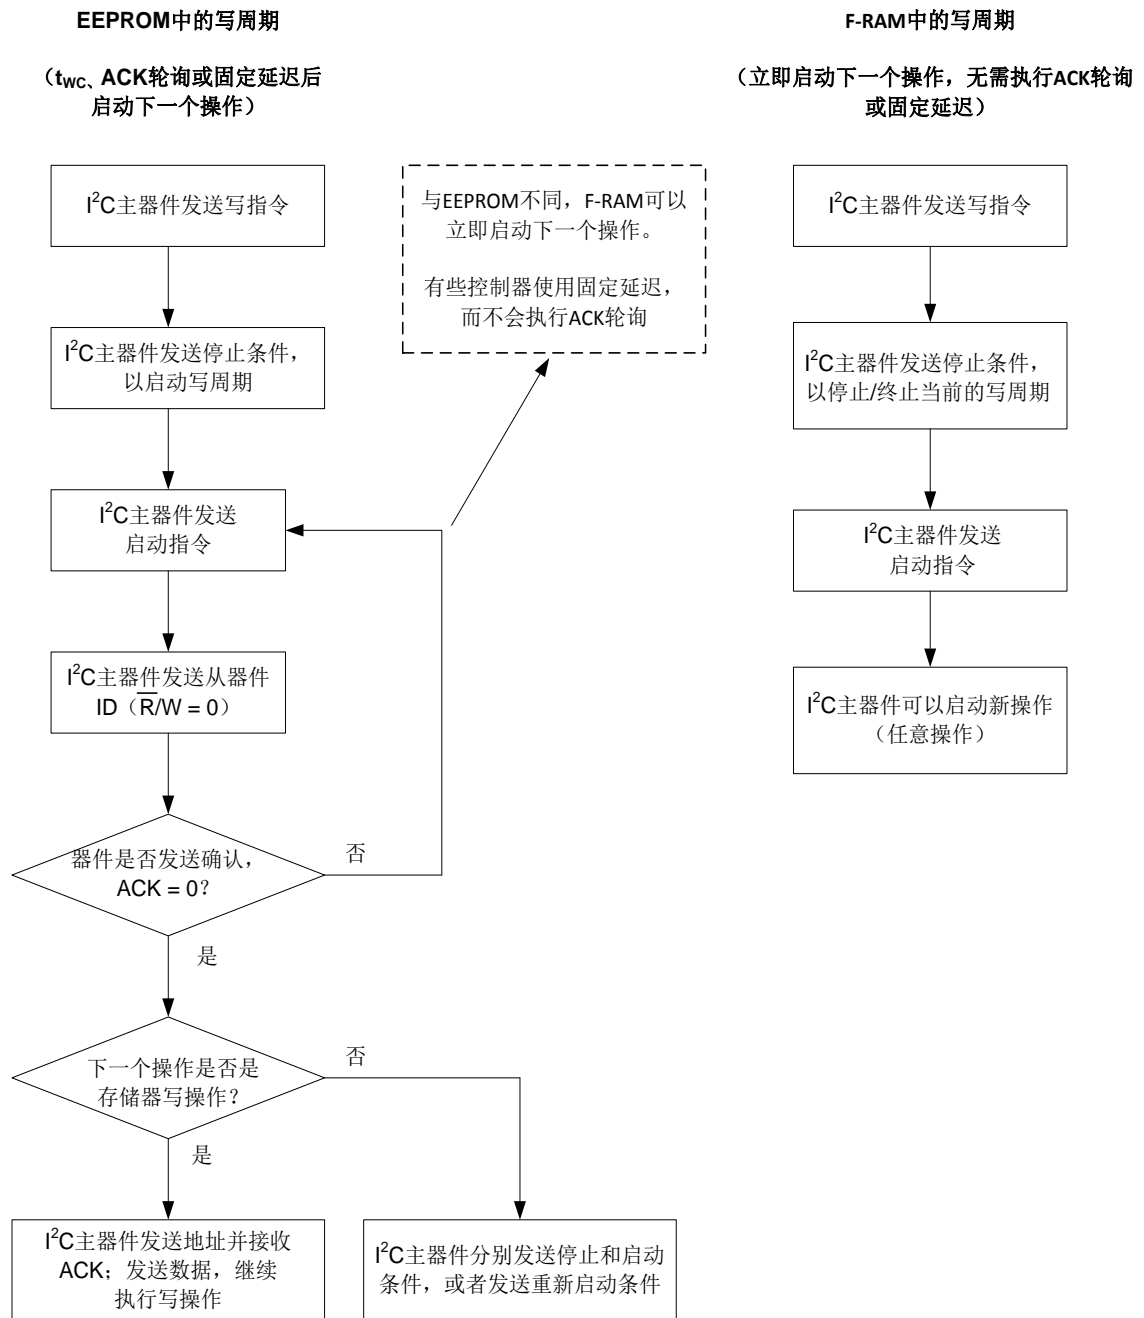 EEPROM中的写周期
(tWC、ACK轮询或固定延迟后
启动下一个操作)
I²C主器件发送写指令
I²C主器件发送停止条件，
以启动写周期
I²C主器件发送
启动指令
I²C主器件发送从器件
ID（R̅/W = 0）
器件是否发送确认，
ACK = 0？
否
是
下一个操作是否是
存储器写操作？
否
是
I²C主器件发送地址并接收
ACK；发送数据，继续
执行写操作
I²C主器件分别发送停止和启动
条件，或者发送重新启动条件
与EEPROM不同，F-RAM可以
立即启动下一个操作。
有些控制器使用固定延迟，
而不会执行ACK轮询
F-RAM中的写周期
（立即启动下一个操作，无需执行ACK轮询
或固定延迟）
I²C主器件发送写指令
I²C主器件发送停止条件，
以停止/终止当前的写周期
I²C主器件发送
启动指令
I²C主器件可以启动新操作
（任意操作）